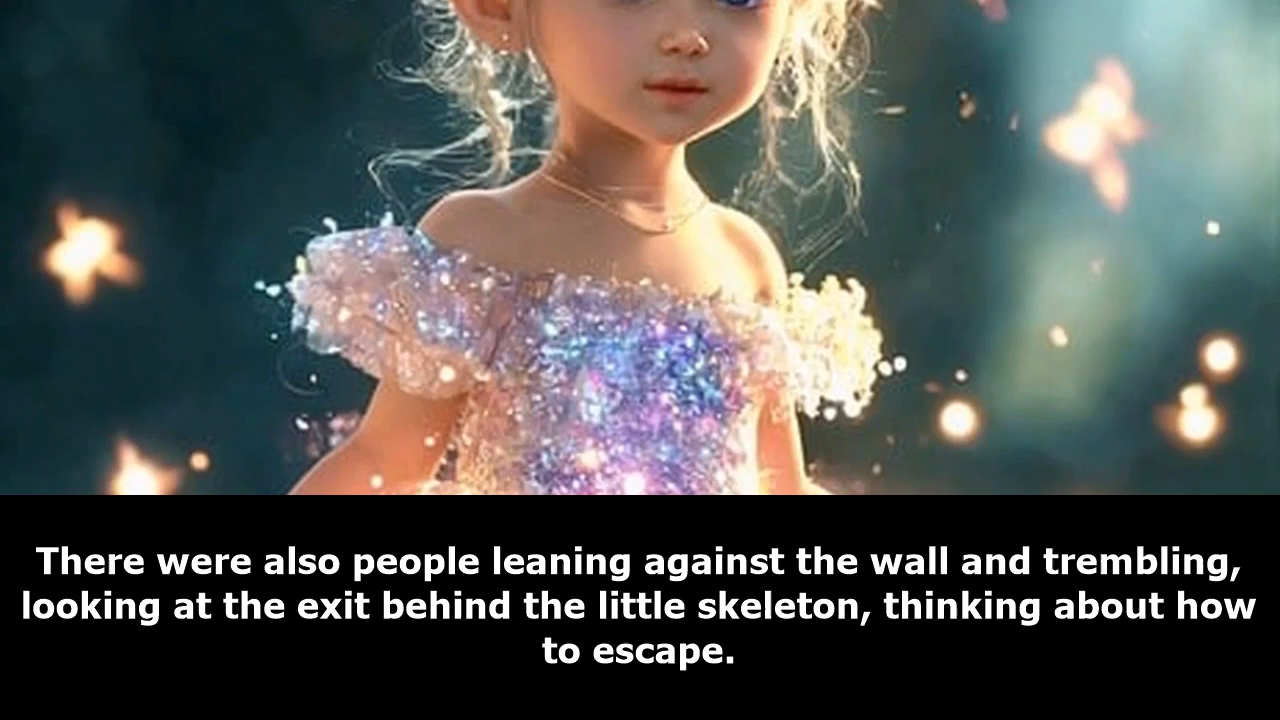 There were also people leaning against the wall and trembling,
looking at the exit behind the little skeleton, thinking about how
to escape.